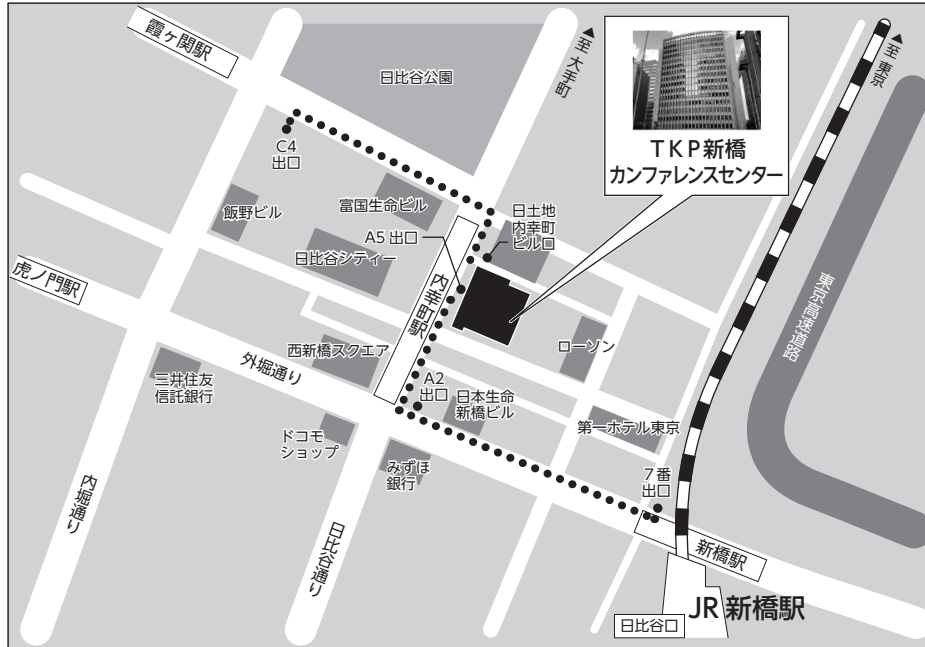 霞ヶ関駅
日比谷公園
▲至 大手町
▲至 東京
TKP新橋
カンファレンスセンター
C4
出口
飯野ビル
富国生命ビル
日土地
内幸町
ビル口
A5 出口
日比谷シティー
虎ノ門駅
内幸町駅
東京高速道路
ローソン
外堀通り
西新橋スクエア
三井住友
信託銀行
A2
出口
日本生命
新橋ビル
第一ホテル東京
ドコモ
ショップ
みずほ
銀行
7番
出口
内堀通り
日比谷通り
新橋駅
JR 新橋駅
日比谷口